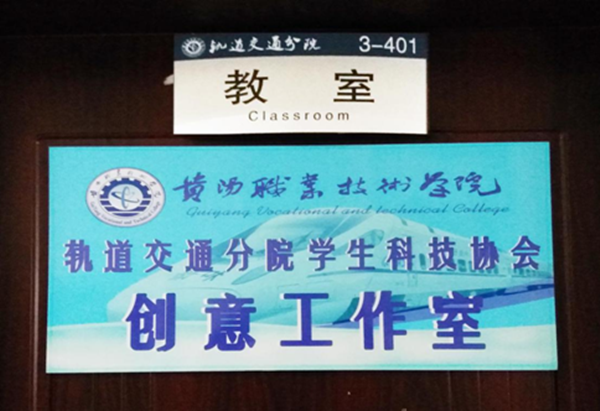 轨道交通分院 3-401
教室
Classroom
贵阳职业技术学院
Guiyang Vocational and technical College
轨道交通分院学生科技协会
创意工作室